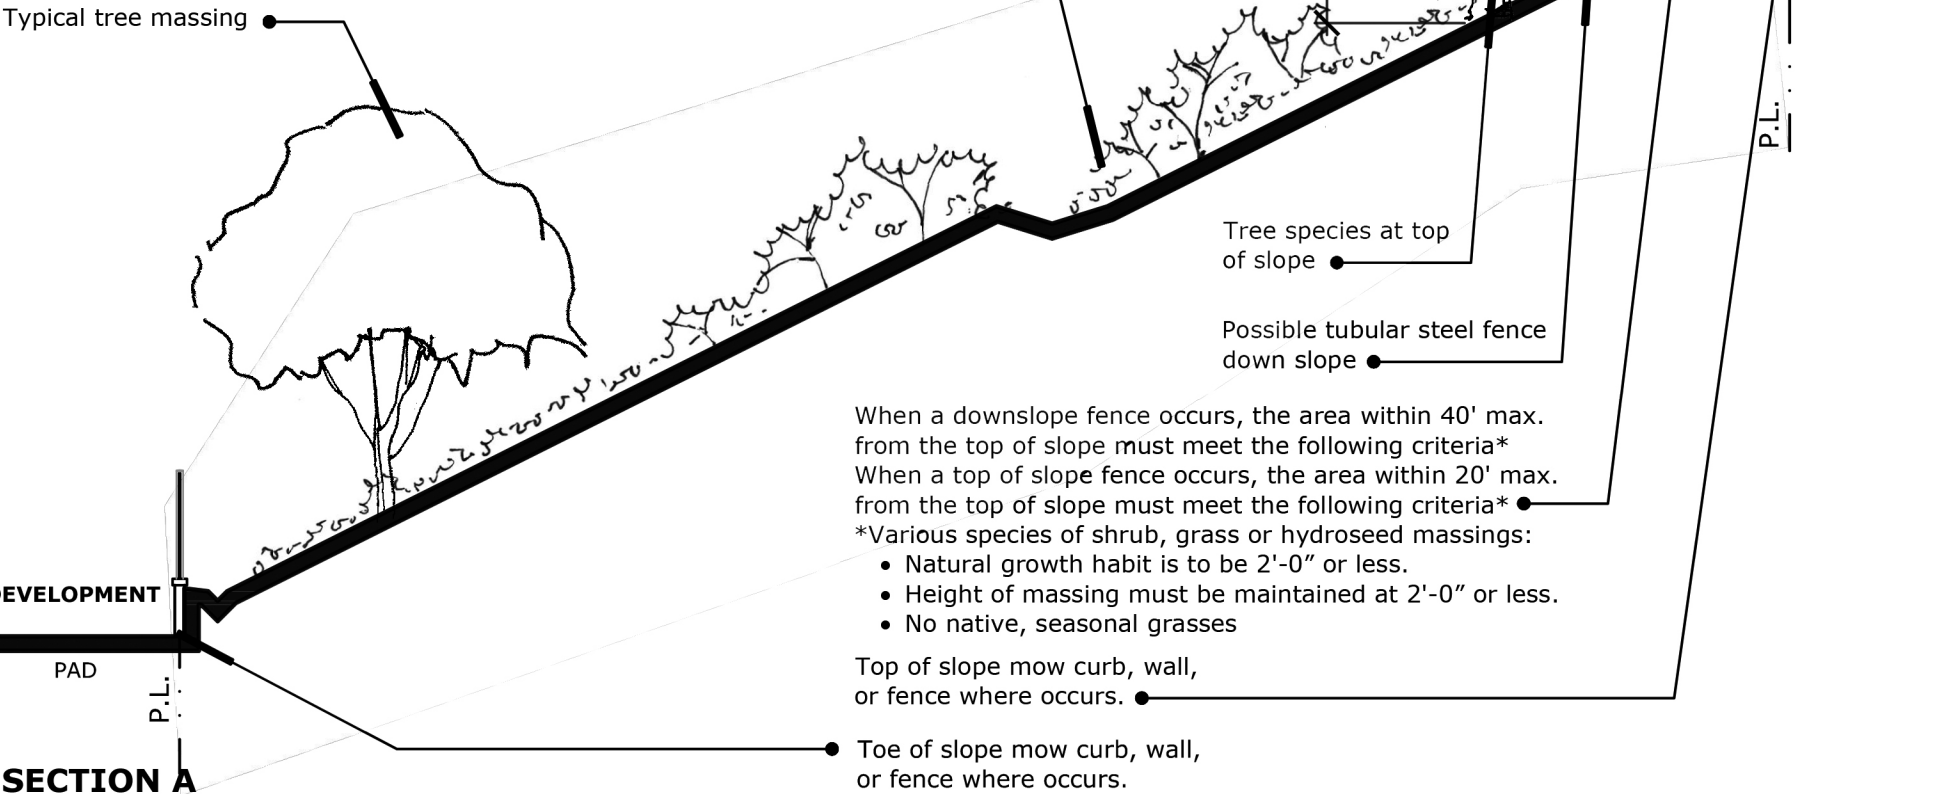 Typical tree massing
P.L.
Tree species at top
of slope
Possible tubular steel fence
down slope
When a downslope fence occurs, the area within 40' max.
from the top of slope must meet the following criteria*
When a top of slope fence occurs, the area within 20' max.
from the top of slope must meet the following criteria*
*Various species of shrub, grass or hydroseed massings:
• Natural growth habit is to be 2'-0” or less.
• Height of massing must be maintained at 2'-0” or less.
• No native, seasonal grasses
EVELOPMENT
PAD
P.L.
Top of slope mow curb, wall,
or fence where occurs.
Toe of slope mow curb, wall,
or fence where occurs.
SECTION A